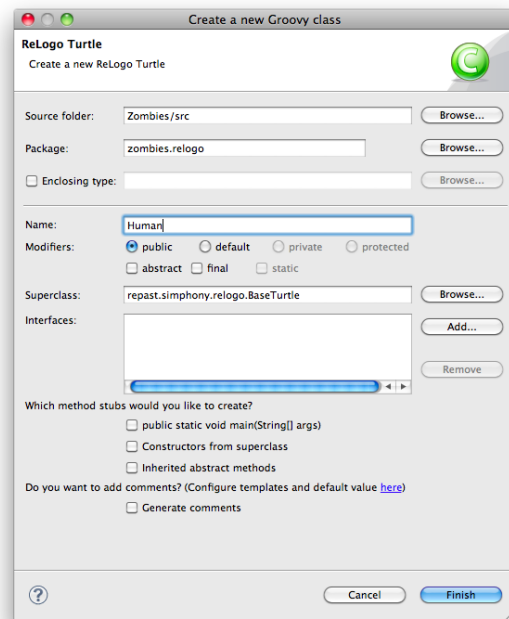 Create a new Groovy class
ReLogo Turtle
Create a new ReLogo Turtle
C
Source folder: Zombies/src Browse...
Package: zombies.relogo Browse...
Enclosing type: Browse...
Name: Human
Modifiers: public default private protected
abstract final static
Superclass: repast.simphony.relogo.BaseTurtle Browse...
Interfaces: Add...
Remove
Which method stubs would you like to create?
public static void main(String[] args)
Constructors from superclass
Inherited abstract methods
Do you want to add comments? (Configure templates and default value here)
Generate comments
? Cancel Finish